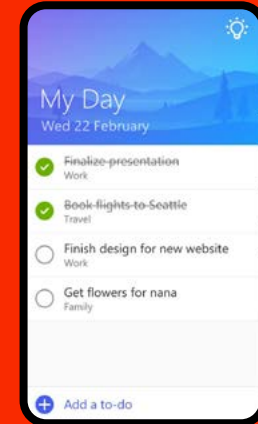 My Day
Wed 22 February
Finalize presentation
Work
Book flights to Seattle
Travel
Finish design for new website
Work
Get flowers for nana
Family
Add a to-do